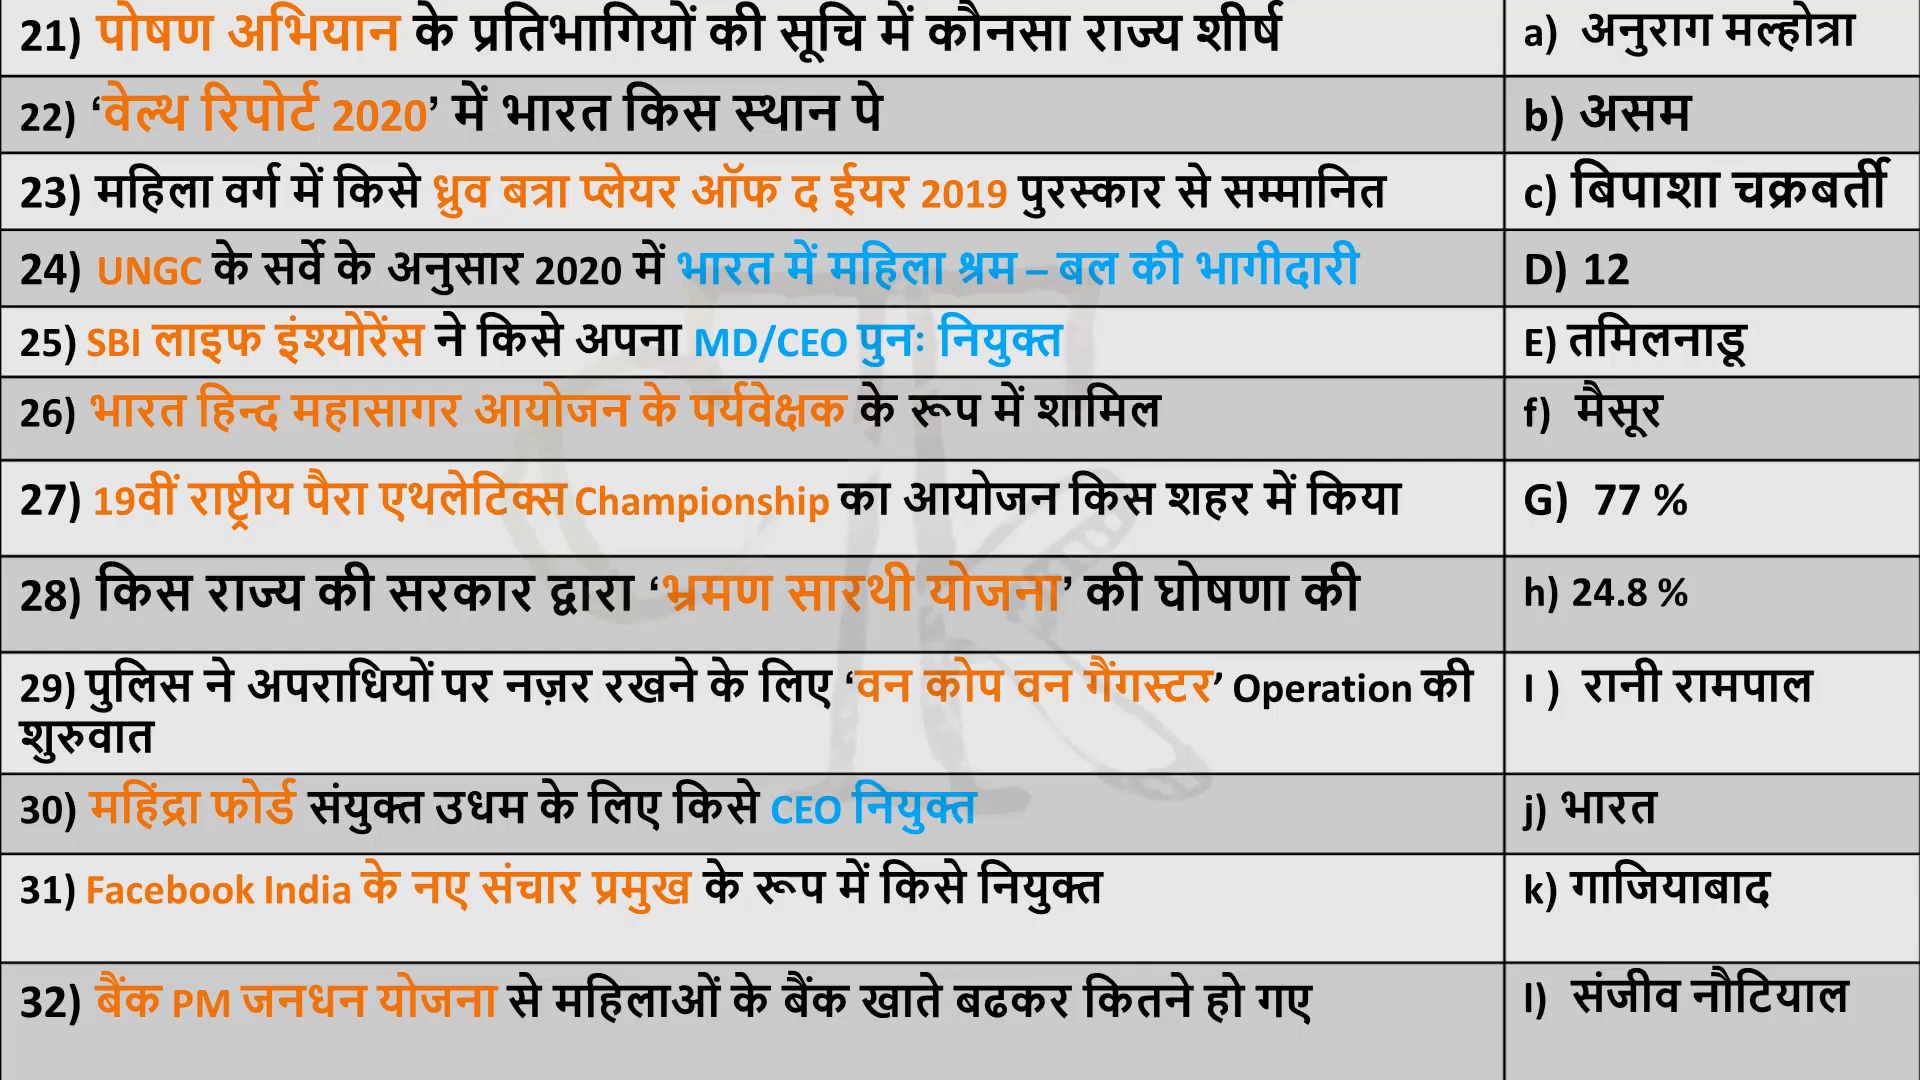 21) पोषण अभियान के प्रतिभागियों की सूचि में कौनसा राज्य शीर्ष
a) अनुराग मल्होत्रा
22) ‘वेल्थ रिपोर्ट 2020’ में भारत किस स्थान पे
b) असम
23) महिला वर्ग में किसे ध्रुव बत्रा प्लेयर ऑफ द ईयर 2019 पुरस्कार से सम्मानित
c) बिपाशा चक्रबर्ती
24) UNGC के सर्वे के अनुसार 2020 में भारत में महिला श्रम – बल की भागीदारी
D) 12
25) SBI लाइफ इंश्योरेंस ने किसे अपना MD/CEO पुनः नियुक्त
E) तमिलनाडू
26) भारत हिन्द महासागर आयोजन के पर्यवेक्षक के रूप में शामिल
f) मैसूर
27) 19वीं राष्ट्रीय पैरा एथलेटिक्स Championship का आयोजन किस शहर में किया
G) 77 %
28) किस राज्य की सरकार द्वारा ‘भ्रमण सारथी योजना’ की घोषणा की
h) 24.8 %
29) पुलिस ने अपराधियों पर नज़र रखने के लिए ‘वन कोप वन गैंगस्टर’ Operation की
शुरुवात
I ) रानी रामपाल
30) महिंद्रा फोर्ड संयुक्त उधम के लिए किसे CEO नियुक्त
j) भारत
31) Facebook India के नए संचार प्रमुख के रूप में किसे नियुक्त
k) गाजियाबाद
32) बैंक PM जनधन योजना से महिलाओं के बैंक खाते बढकर कितने हो गए
l) संजीव नौटियाल